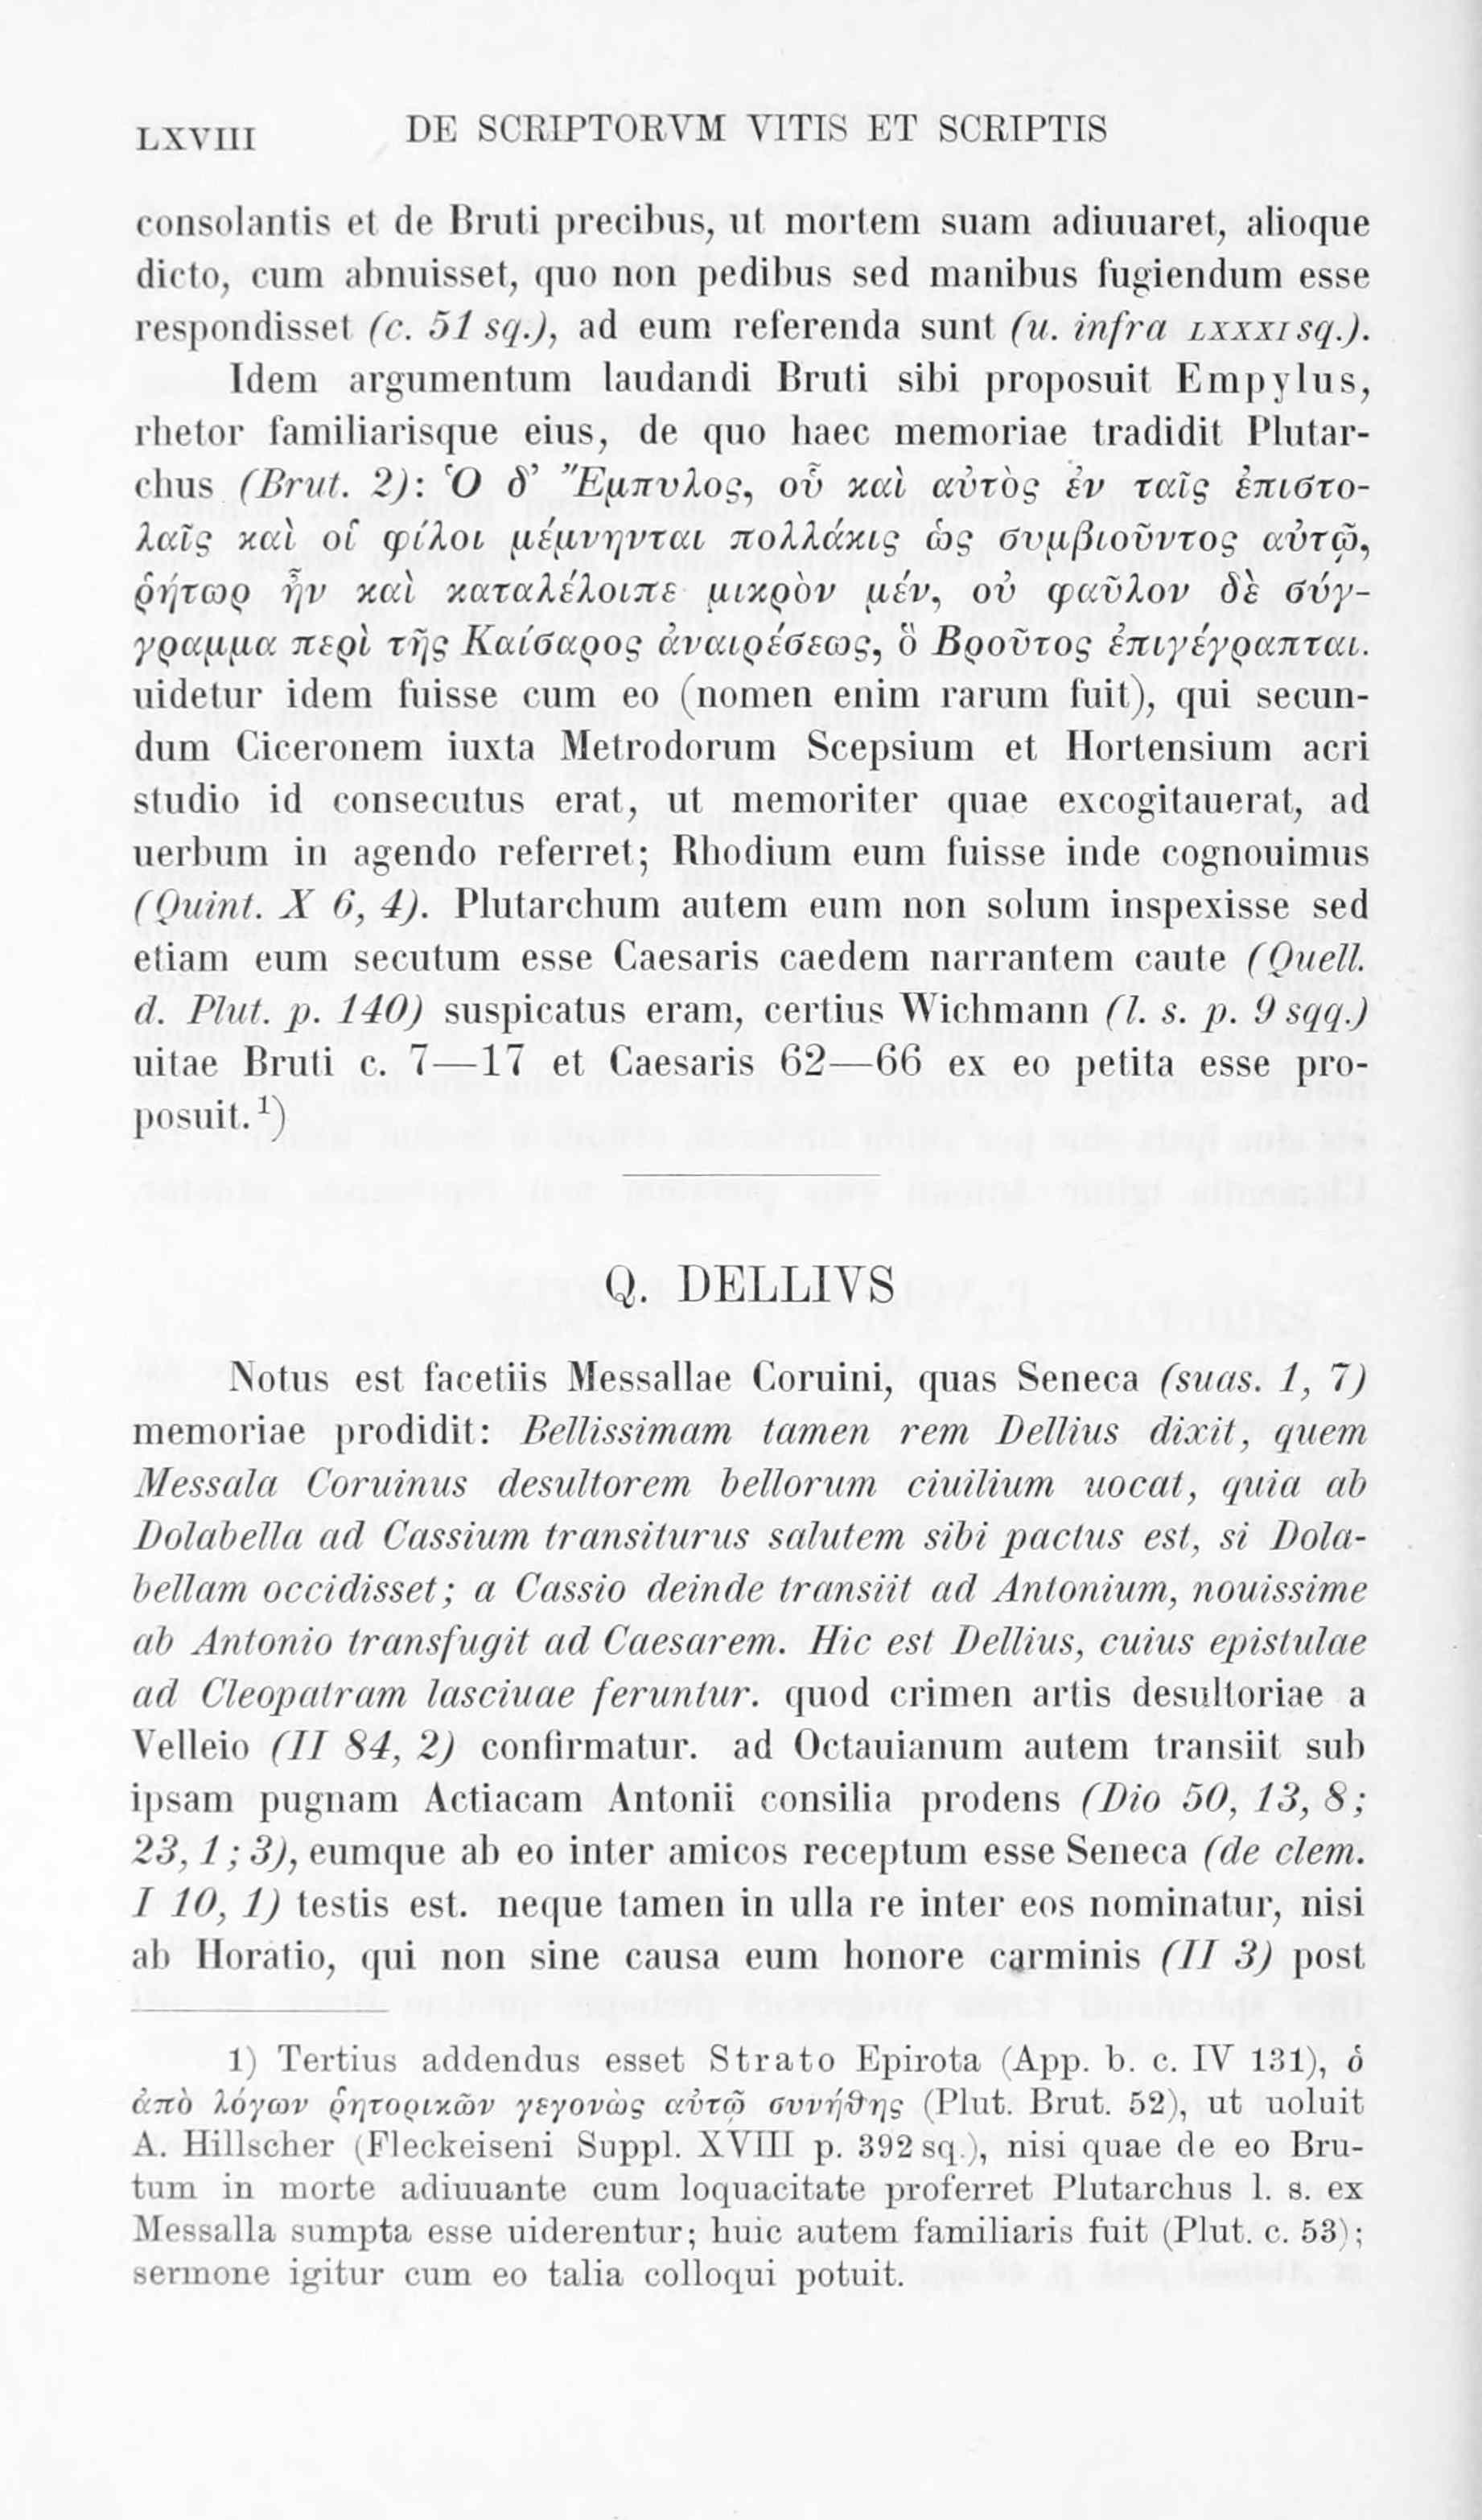 LXVIII DE SCRIPTORVM VITIS ET SCRIPTIS
consolantis et de Bruti precibus, ut mortem suam adiuuaret, alioque
dicto, cum abnuisset, quo non pedibus sed manibus fugiendum esse
respondisset (c. 51 sq.), ad eum referenda sunt (u. infra LXXXI sq.).
Idem argumentum laudandi Bruti sibi proposuit Empylus,
rhetor familiarisque eius, de quo haec memoriae tradidit Plutar-
chus (Brut. 2): Ὁ δ’ Ἔμπυλος, οὗ καὶ αὐτὸς ἐν ταῖς ἐπιστο-
λαῖς καὶ οἱ φίλοι μέμνηνται πολλάκις ὡς συμβιοῦντος αὐτῷ,
ῥήτωρ ἦν καὶ καταλέλοιπε μικρὸν μέν, οὐ φαῦλον δὲ σύγ-
γραμμα περὶ τῆς Καίσαρος ἀναιρέσεως, ὃ Βροῦτος ἐπιγέγραπται.
uidetur idem fuisse cum eo (nomen enim rarum fuit), qui secun-
dum Ciceronem iuxta Metrodorum Scepsium et Hortensium acri
studio id consecutus erat, ut memoriter quae excogitauerat, ad
uerbum in agendo referret; Rhodium eum fuisse inde cognouimus
(Quint. X 6, 4). Plutarchum autem eum non solum inspexisse sed
etiam eum secutum esse Caesaris caedem narrantem caute (Quell.
d. Plut. p. 140) suspicatus eram, certius Wichmann (l. s. p. 9 sqq.)
uitae Bruti c. 7—17 et Caesaris 62—66 ex eo petita esse pro-
posuit.¹)
Q. DELLIVS
Notus est facetiis Messallae Coruini, quas Seneca (suas. 1, 7)
memoriae prodidit: Bellissimam tamen rem Dellius dixit, quem
Messala Coruinus desultorem bellorum ciuilium uocat, quia ab
Dolabella ad Cassium transiturus salutem sibi pactus est, si Dola-
bellam occidisset; a Cassio deinde transiit ad Antonium, nouissime
ab Antonio transfugit ad Caesarem. Hic est Dellius, cuius epistulae
ad Cleopatram lasciuae feruntur. quod crimen artis desultoriae a
Velleio (II 84, 2) confirmatur. ad Octauianum autem transiit sub
ipsam pugnam Actiacam Antonii consilia prodens (Dio 50, 13, 8;
23, 1; 3), eumque ab eo inter amicos receptum esse Seneca (de clem.
I 10, 1) testis est. neque tamen in ulla re inter eos nominatur, nisi
ab Horatio, qui non sine causa eum honore carminis (II 3) post
1) Tertius addendus esset Strato Epirota (App. b. c. IV 131), ὁ
ἀπὸ λόγων ῥητορικῶν γεγονὼς αὐτῷ συνήθης (Plut. Brut. 52), ut uoluit
A. Hillscher (Fleckeiseni Suppl. XVIII p. 392 sq.), nisi quae de eo Bru-
tum in morte adiuuante cum loquacitate proferret Plutarchus l. s. ex
Messalla sumpta esse uiderentur; huic autem familiaris fuit (Plut. c. 53);
sermone igitur cum eo talia colloqui potuit.